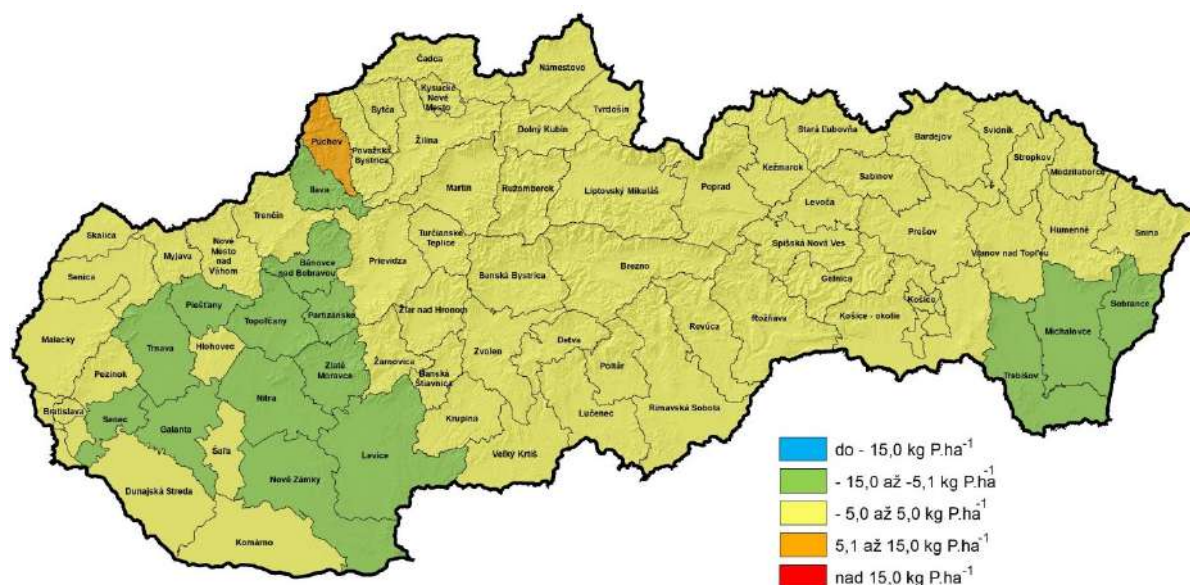 Čadca
Námestovo
Kysucké
Nové
Mesto
Bytča
Tvrdošín
Dolný Kubín
Žilina
Púchov
Považská
Bystrica
Ilava
Martin
Ružomberok
Liptovský Mikuláš
Poprad
Kežmarok
Stará Ľubovňa
Bardejov
Svidník
Stropkov
Medzilaborce
Sabinov
Levoča
Prešov
Humenné
Snina
Vranov nad Topľou
Spišská Nová Ves
Gelnica
Košice
Košice - okolie
Rožňava
Revúca
Brezno
Banská Bystrica
Turčianske
Teplice
Prievidza
Trenčín
Skalica
Senica
Myjava
Nové
Mesto
nad
Váhom
Bánovce
nad Bebravou
Piešťany
Topoľčany
Partizánske
Malacky
Trnava
Hlohovec
Zlaté
Moravce
Žiar nad Hronom
Žarnovica
Banská
Štiavnica
Zvolen
Detva
Poltár
Krupina
Lučenec
Rimavská Sobota
Veľký Krtíš
Pezinok
Bratislava
Senec
Galanta
Šaľa
Nitra
Nové Zámky
Levice
Dunajská Streda
Komárno
Michalovce
Sobrance
Trebišov
do - 15,0 kg P.ha⁻¹
- 15,0 až -5,1 kg P.ha⁻¹
- 5,0 až 5,0 kg P.ha⁻¹
5,1 až 15,0 kg P.ha⁻¹
nad 15,0 kg P.ha⁻¹